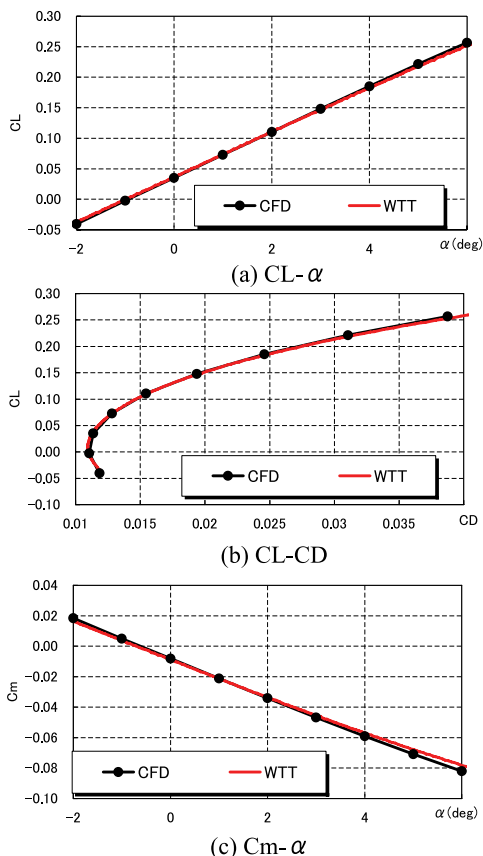 0.30
0.25
0.20
0.15
0.10
0.05
0.00
-0.05
CL
-2 0 2 4 α(deg)
CFD WTT
(a) CL-α
0.30
0.25
0.20
0.15
0.10
0.05
0.00
-0.05
-0.10
CL
0.01 0.015 0.02 0.025 0.03 0.035 CD
CFD WTT
(b) CL-CD
0.04
0.02
0.00
-0.02
-0.04
-0.06
-0.08
-0.10
Cm
-2 0 2 4 α(deg)
CFD WTT
(c) Cm-α